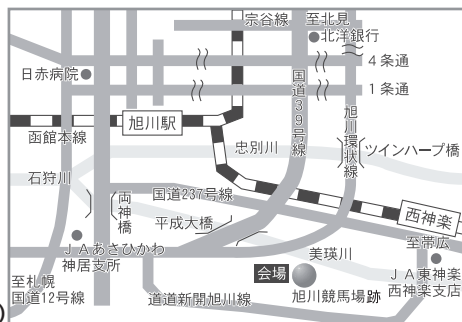 宗谷線
至北見
北洋銀行
日赤病院
4条通
1条通
国道39号線
旭川環状線
旭川駅
函館本線
忠別川
ツインハープ橋
石狩川
両神橋
国道237号線
平成大橋
西神楽
至帯広
JAあさひかわ
神居支所
美瑛川
会場
JA東神楽
西神楽支店
至札幌
国道12号線
道道新開旭川線
旭川競馬場跡